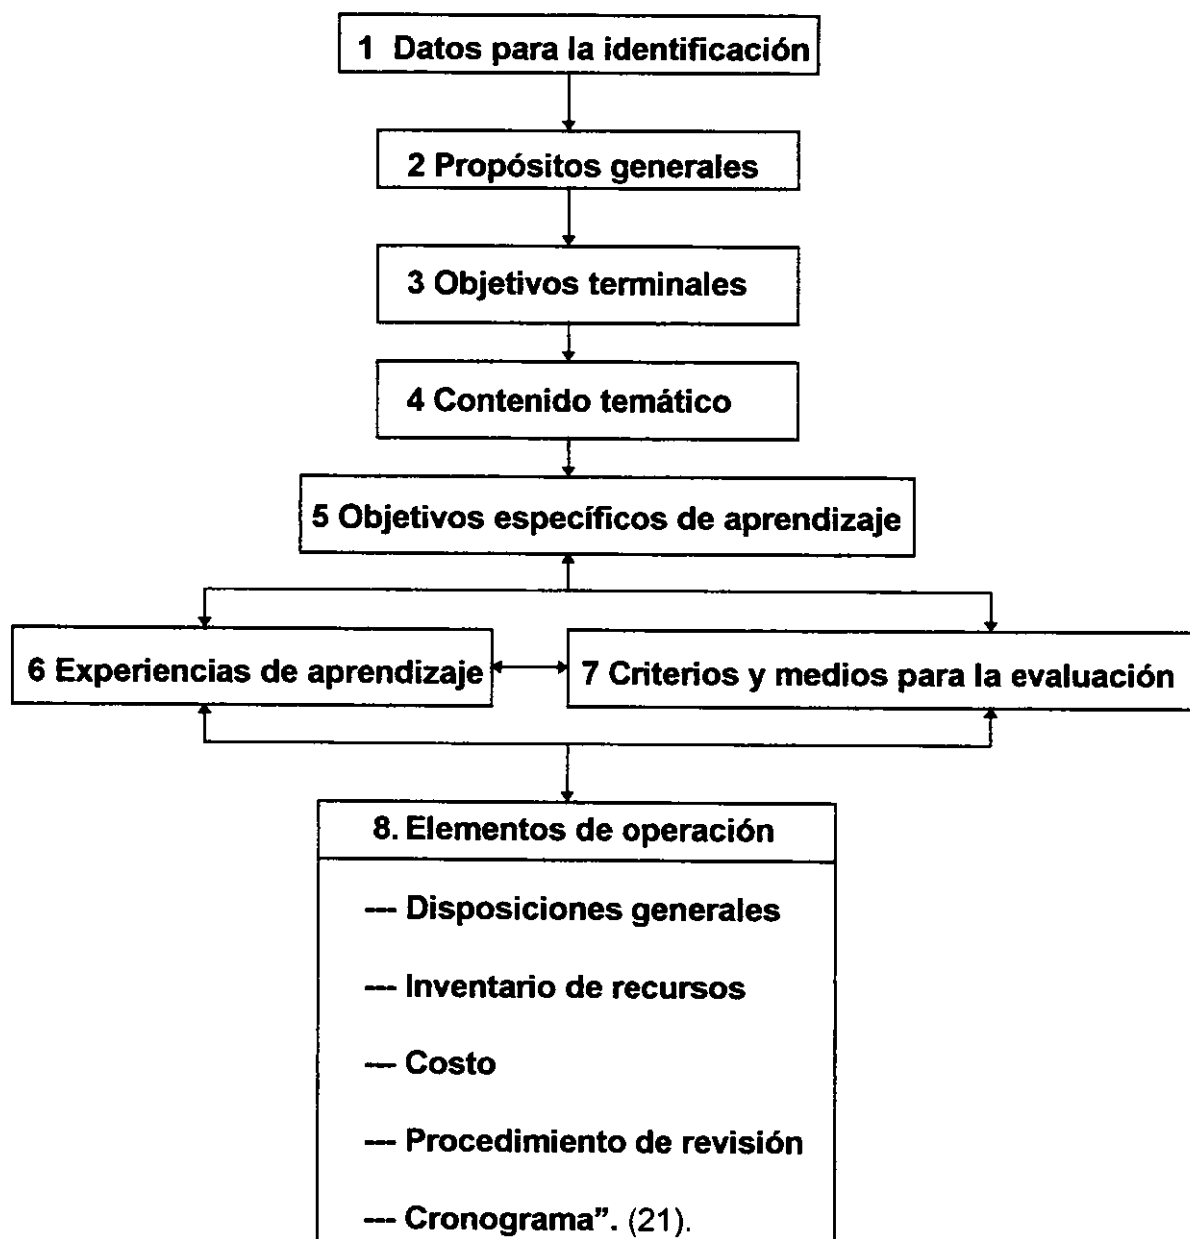 1 Datos para la identificación
2 Propósitos generales
3 Objetivos terminales
4 Contenido temático
5 Objetivos específicos de aprendizaje
6 Experiencias de aprendizaje
7 Criterios y medios para la evaluación
8. Elementos de operación
--- Disposiciones generales
--- Inventario de recursos
--- Costo
--- Procedimiento de revisión
--- Cronograma”. (21).